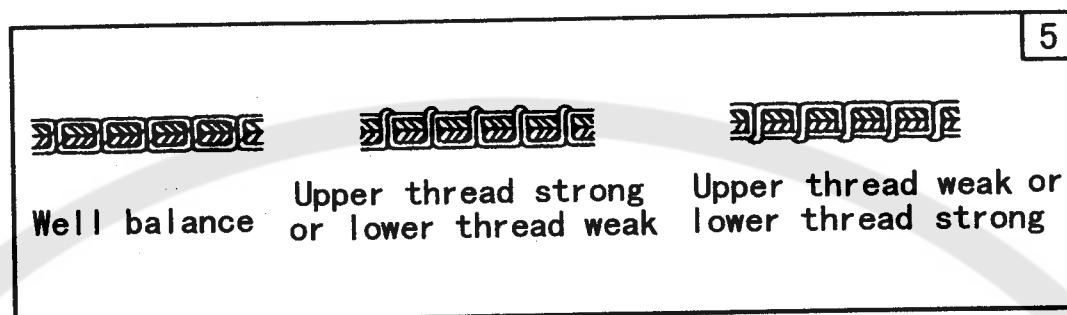 5
Well balance
Upper thread strong
or lower thread weak
Upper thread weak or
lower thread strong